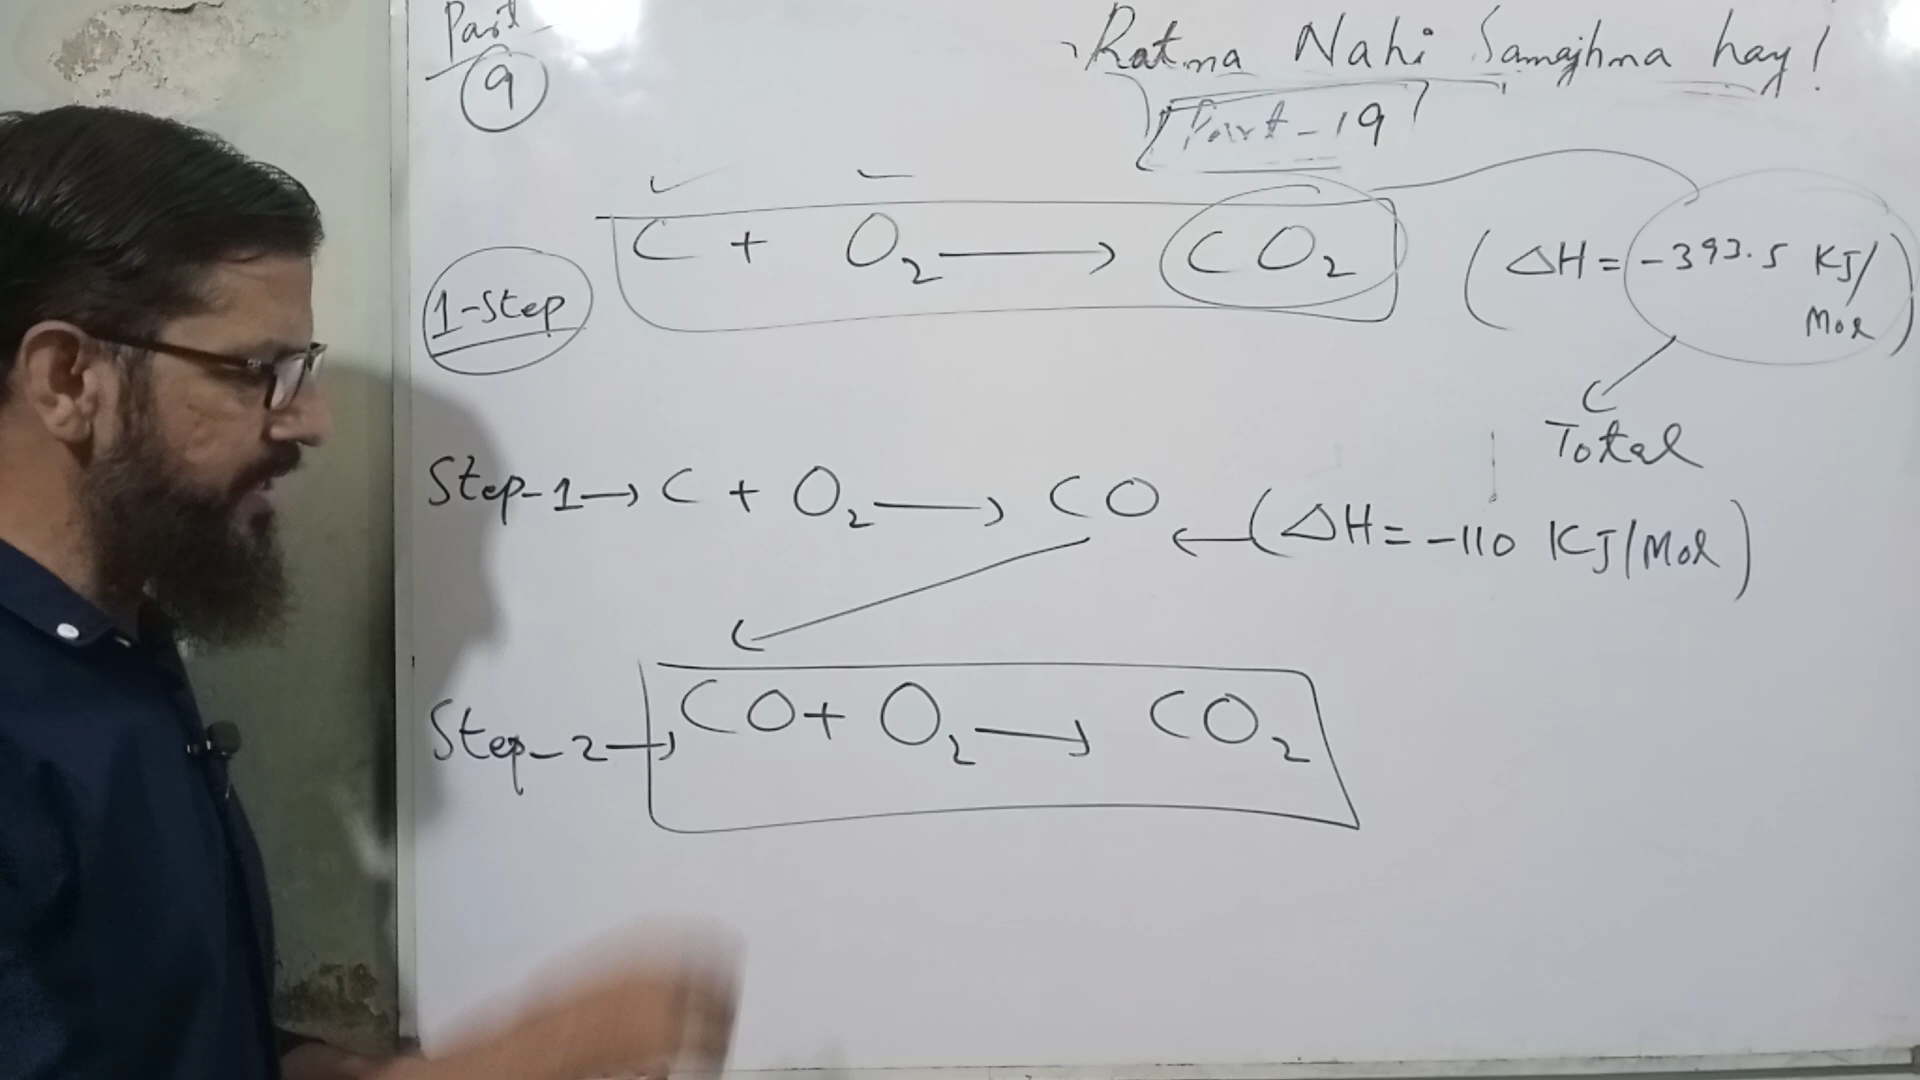 Part
9
Ratna Nahi Samajhna hay!
Part-19
1-Step
C + O₂ → CO₂
(ΔH = -393.5 KJ/
Mol)
Total
Step-1→ C + O₂ → CO ← (ΔH = -110 KJ/Mol)
Step-2→ CO + O₂ → CO₂